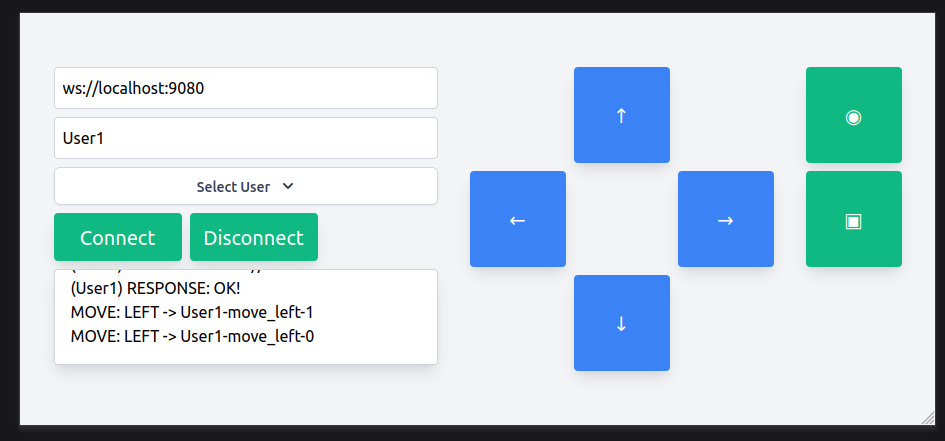 ws://localhost:9080
User1
Select User
Connect Disconnect
(User1) RESPONSE: OK!
MOVE: LEFT -> User1-move_left-1
MOVE: LEFT -> User1-move_left-0
↑
← →
↓
◉
▣